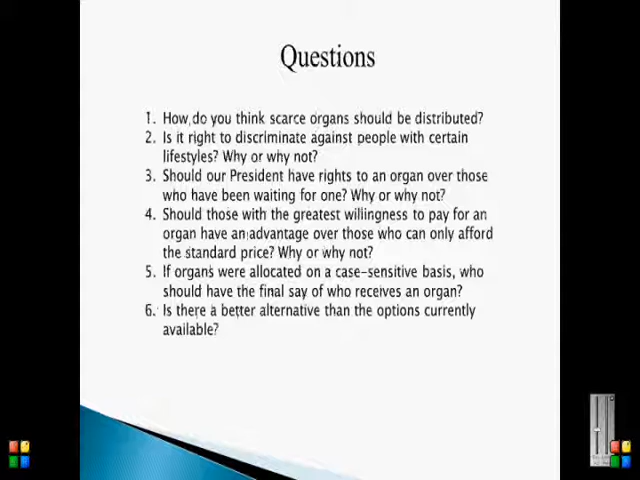 Questions
1. How do you think scarce organs should be distributed?
2. Is it right to discriminate against people with certain
lifestyles? Why or why not?
3. Should our President have rights to an organ over those
who have been waiting for one? Why or why not?
4. Should those with the greatest willingness to pay for an
organ have an advantage over those who can only afford
the standard price? Why or why not?
5. If organs were allocated on a case-sensitive basis, who
should have the final say of who receives an organ?
6. Is there a better alternative than the options currently
available?